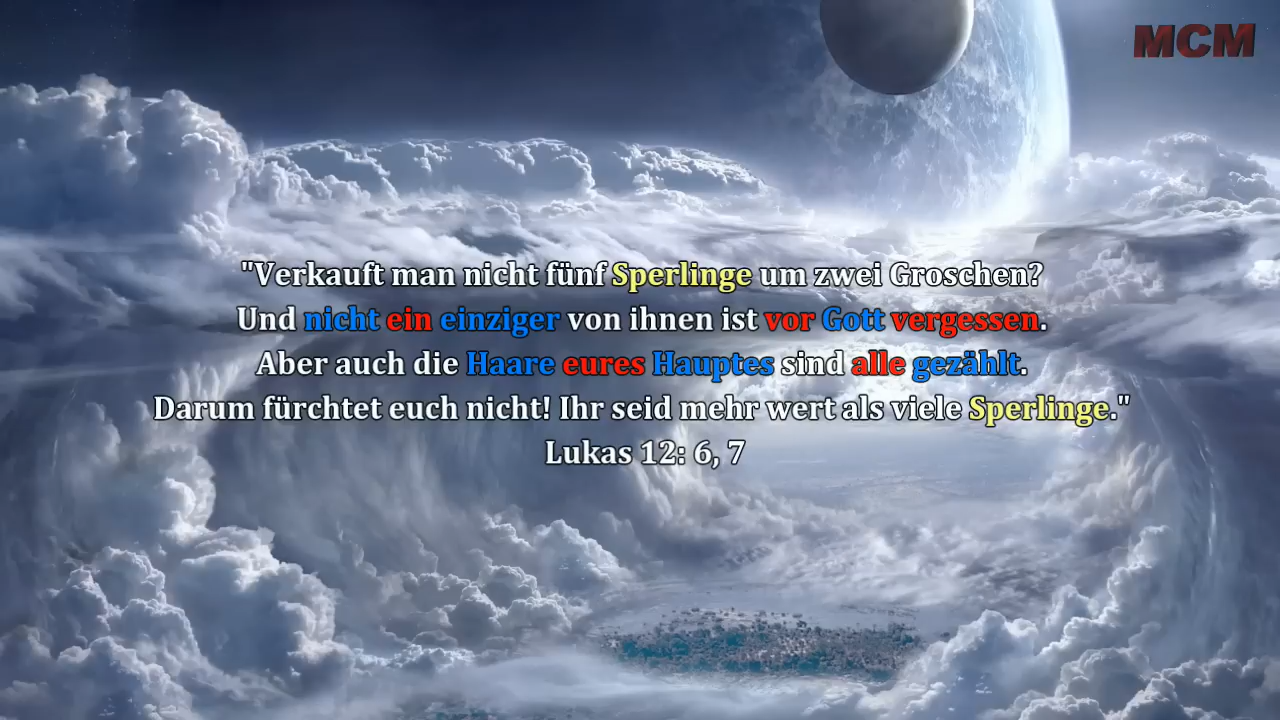 MCM
"Verkauft man nicht fünf Sperlinge um zwei Groschen?
Und nicht ein einziger von ihnen ist vor Gott vergessen.
Aber auch die Haare eures Hauptes sind alle gezählt.
Darum fürchtet euch nicht! Ihr seid mehr wert als viele Sperlinge."
Lukas 12: 6, 7